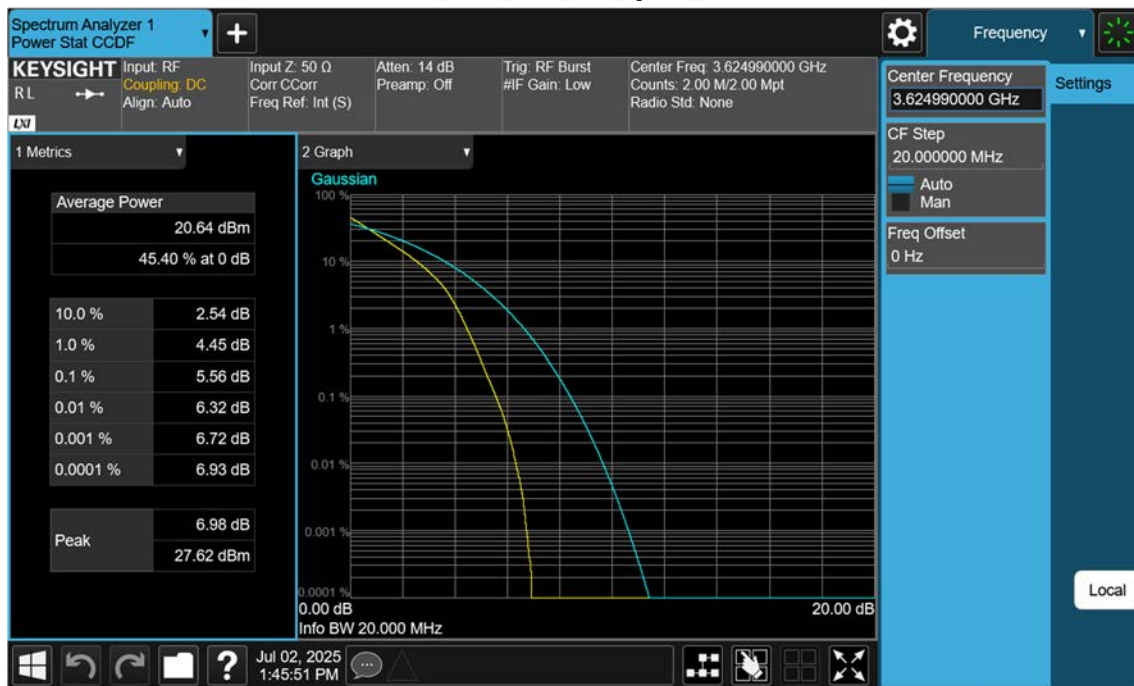 Spectrum Analyzer 1
Power Stat CCDF
+
Frequency
KEYSIGHT
RL
LXI
Input: RF
Coupling: DC
Align: Auto
Input Z: 50 Ω
Corr CCorr
Freq Ref: Int (S)
Atten: 14 dB
Preamp: Off
Trig: RF Burst
#IF Gain: Low
Center Freq: 3.624990000 GHz
Counts: 2.00 M/2.00 Mpt
Radio Std: None
Center Frequency
3.624990000 GHz
Settings
CF Step
20.000000 MHz
Auto
Man
Freq Offset
0 Hz
1 Metrics
Average Power
20.64 dBm
45.40 % at 0 dB
10.0 % 2.54 dB
1.0 % 4.45 dB
0.1 % 5.56 dB
0.01 % 6.32 dB
0.001 % 6.72 dB
0.0001 % 6.93 dB
Peak
6.98 dB
27.62 dBm
2 Graph
Gaussian
100 %
10 %
1 %
0.1 %
0.01 %
0.001 %
0.0001 %
0.00 dB 20.00 dB
Info BW 20.000 MHz
Local
?
Jul 02, 2025
1:45:51 PM